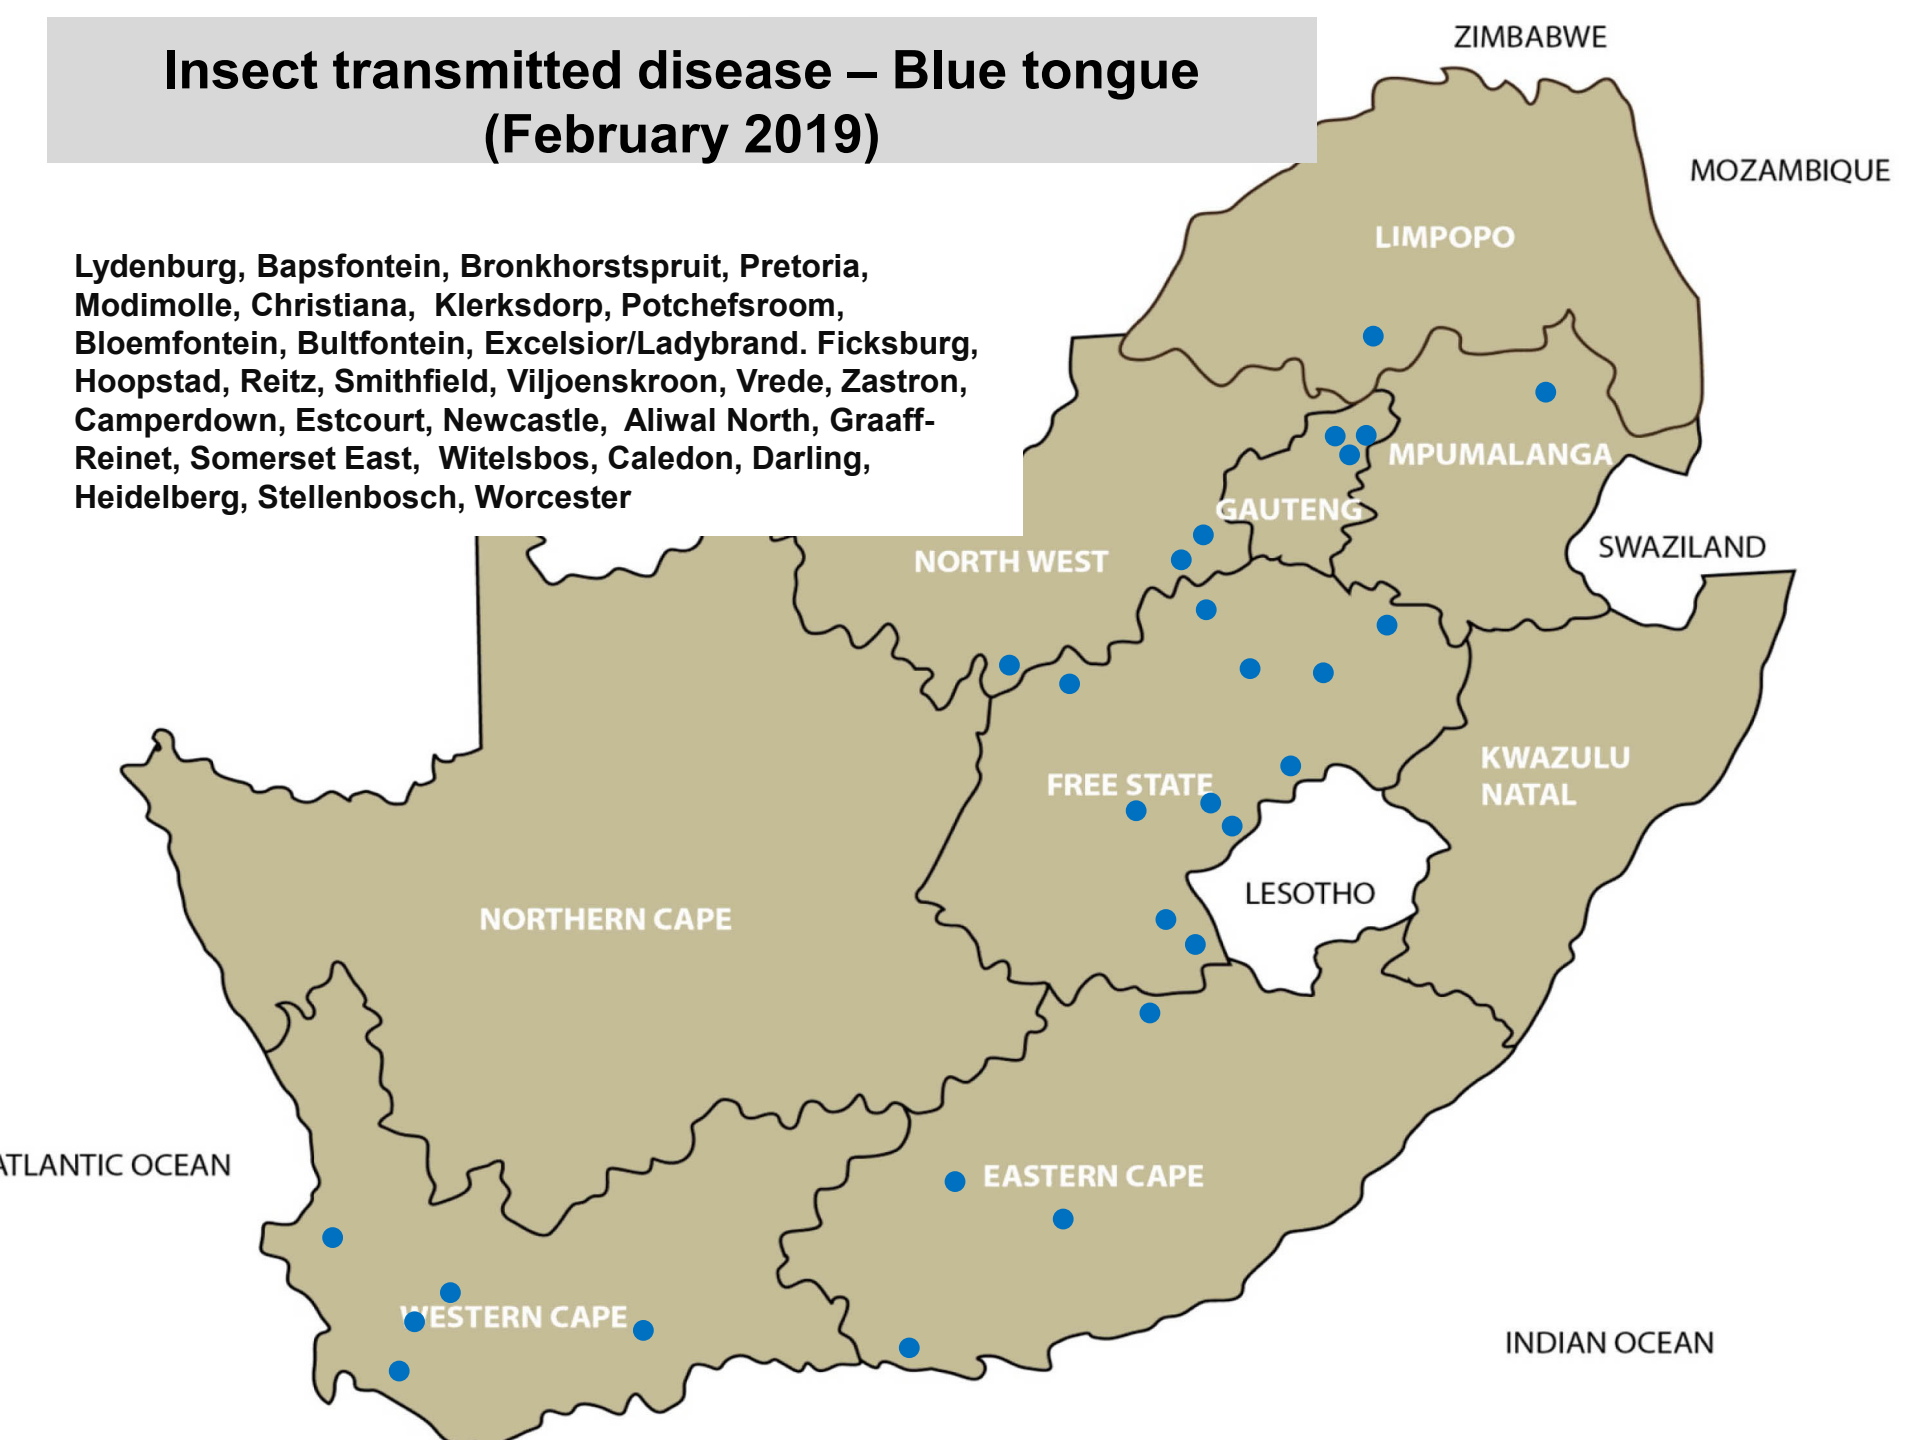 Insect transmitted disease – Blue tongue
(February 2019)
ZIMBABWE
MOZAMBIQUE
LIMPOPO
Lydenburg, Bapsfontein, Bronkhorstspruit, Pretoria,
Modimolle, Christiana,  Klerksdorp, Potchefsroom,
Bloemfontein, Bultfontein, Excelsior/Ladybrand. Ficksburg,
Hoopstad, Reitz, Smithfield, Viljoenskroon, Vrede, Zastron,
Camperdown, Estcourt, Newcastle,  Aliwal North, Graaff-
Reinet, Somerset East,  Witelsbos, Caledon, Darling,
Heidelberg, Stellenbosch, Worcester
MPUMALANGA
GAUTENG
SWAZILAND
NORTH WEST
KWAZULU
NATAL
FREE STATE
LESOTHO
NORTHERN CAPE
ATLANTIC OCEAN
EASTERN CAPE
WESTERN CAPE
INDIAN OCEAN